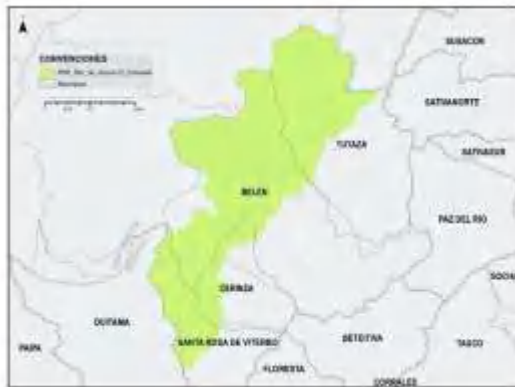 CONVENCIONES
Municipios
SUSACON
SATIVANORTE
SATIVASUR
TUTAZA
BELEN
PAZ DEL RIO
SOCHA
CERINZA
DUITAMA
SANTA ROSA DE VITERBO
BETEITIVA
TASCO
PAIPA
FLORESTA
CORRALES